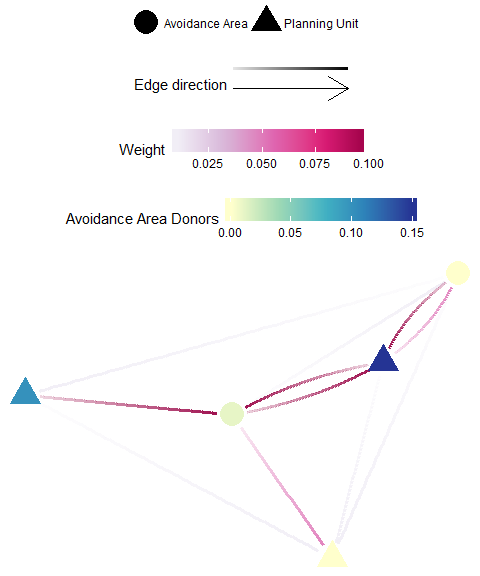 Avoidance Area Planning Unit
Edge direction
Weight
0.025 0.050 0.075 0.100
Avoidance Area Donors
0.00 0.05 0.10 0.15